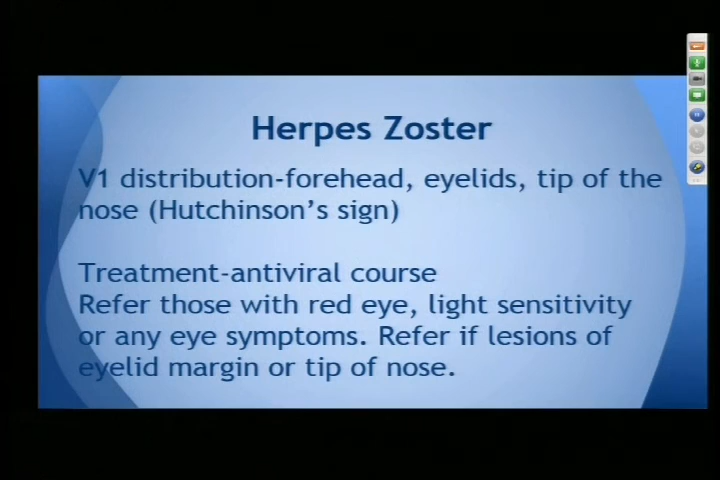 Herpes Zoster
V1 distribution-forehead, eyelids, tip of the
nose (Hutchinson's sign)
Treatment-antiviral course
Refer those with red eye, light sensitivity
or any eye symptoms. Refer if lesions of
eyelid margin or tip of nose.